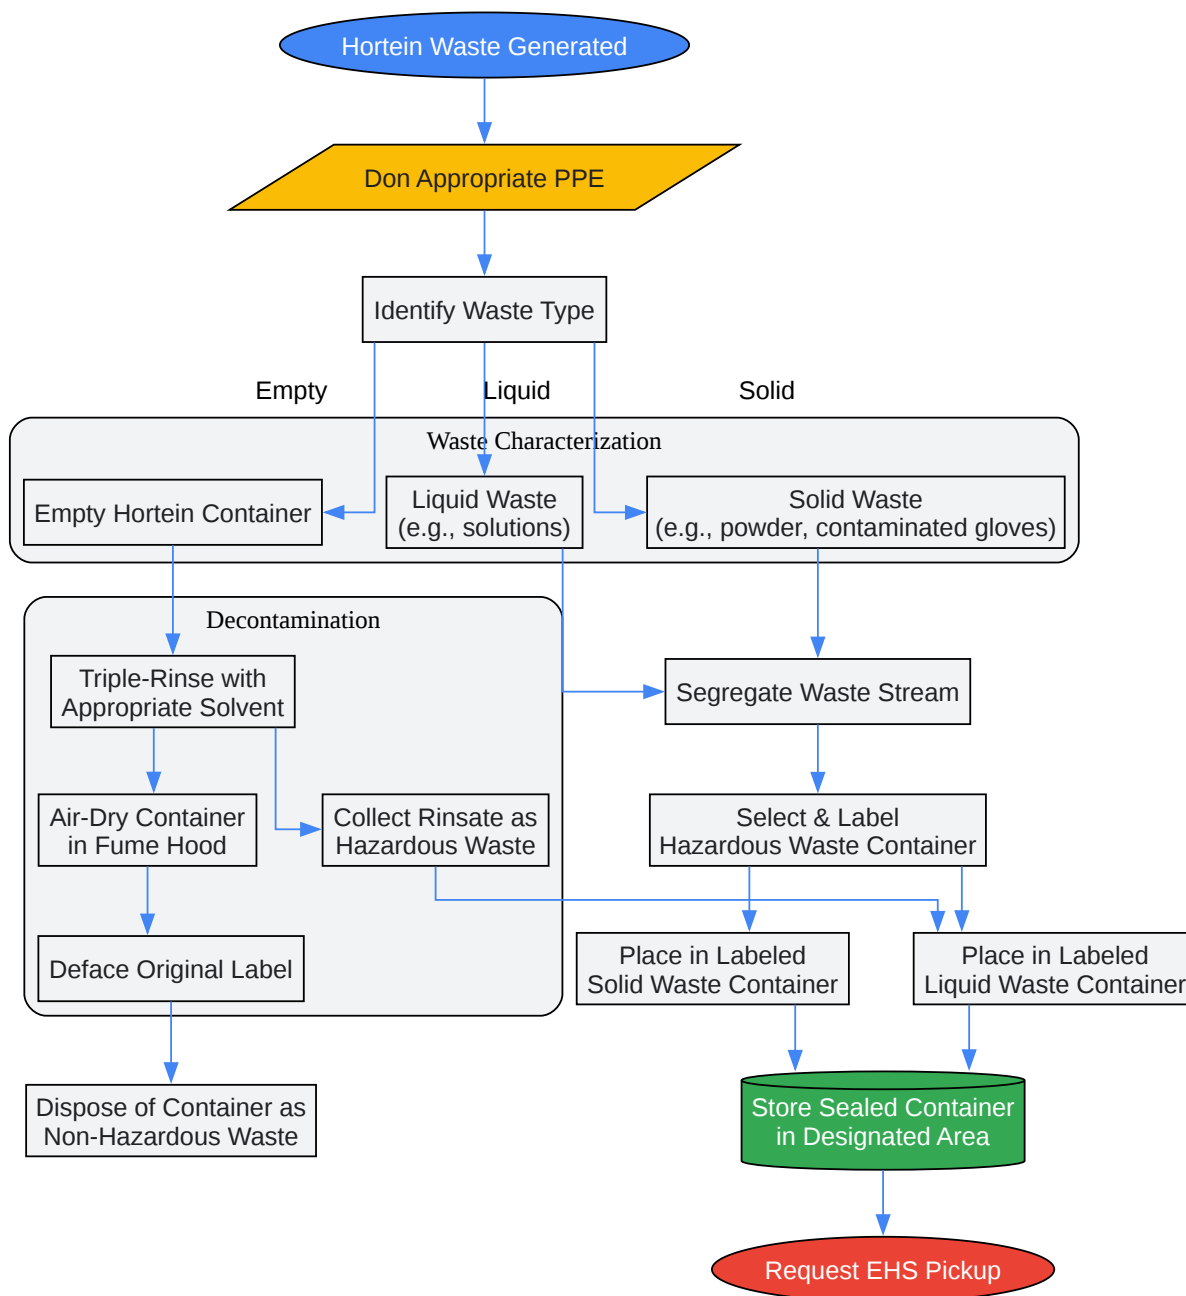 Hortein Waste Generated
Don Appropriate PPE
Identify Waste Type
Empty
Liquid
Solid
Waste Characterization
Empty Hortein Container
Liquid Waste
(e.g., solutions)
Solid Waste
(e.g., powder, contaminated gloves)
Decontamination
Triple-Rinse with
Appropriate Solvent
Segregate Waste Stream
Air-Dry Container
in Fume Hood
Collect Rinsate as
Hazardous Waste
Select & Label
Hazardous Waste Container
Deface Original Label
Place in Labeled
Solid Waste Container
Place in Labeled
Liquid Waste Container
Dispose of Container as
Non-Hazardous Waste
Store Sealed Container
in Designated Area
Request EHS Pickup